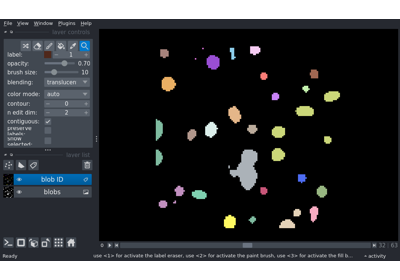 File View Window Plugins Help
layer controls
label: 1
opacity: 0.70
brush size: 10
blending: translucen
color mode: auto
contour: 0
n edit dim: 2
contiguous:
preserve
labels:
show
selected:
layer list
blob ID
blobs
32 63
Ready use <1> for activate the label eraser, use <2> for activate the paint brush, use <3> for activate the fill b... activity